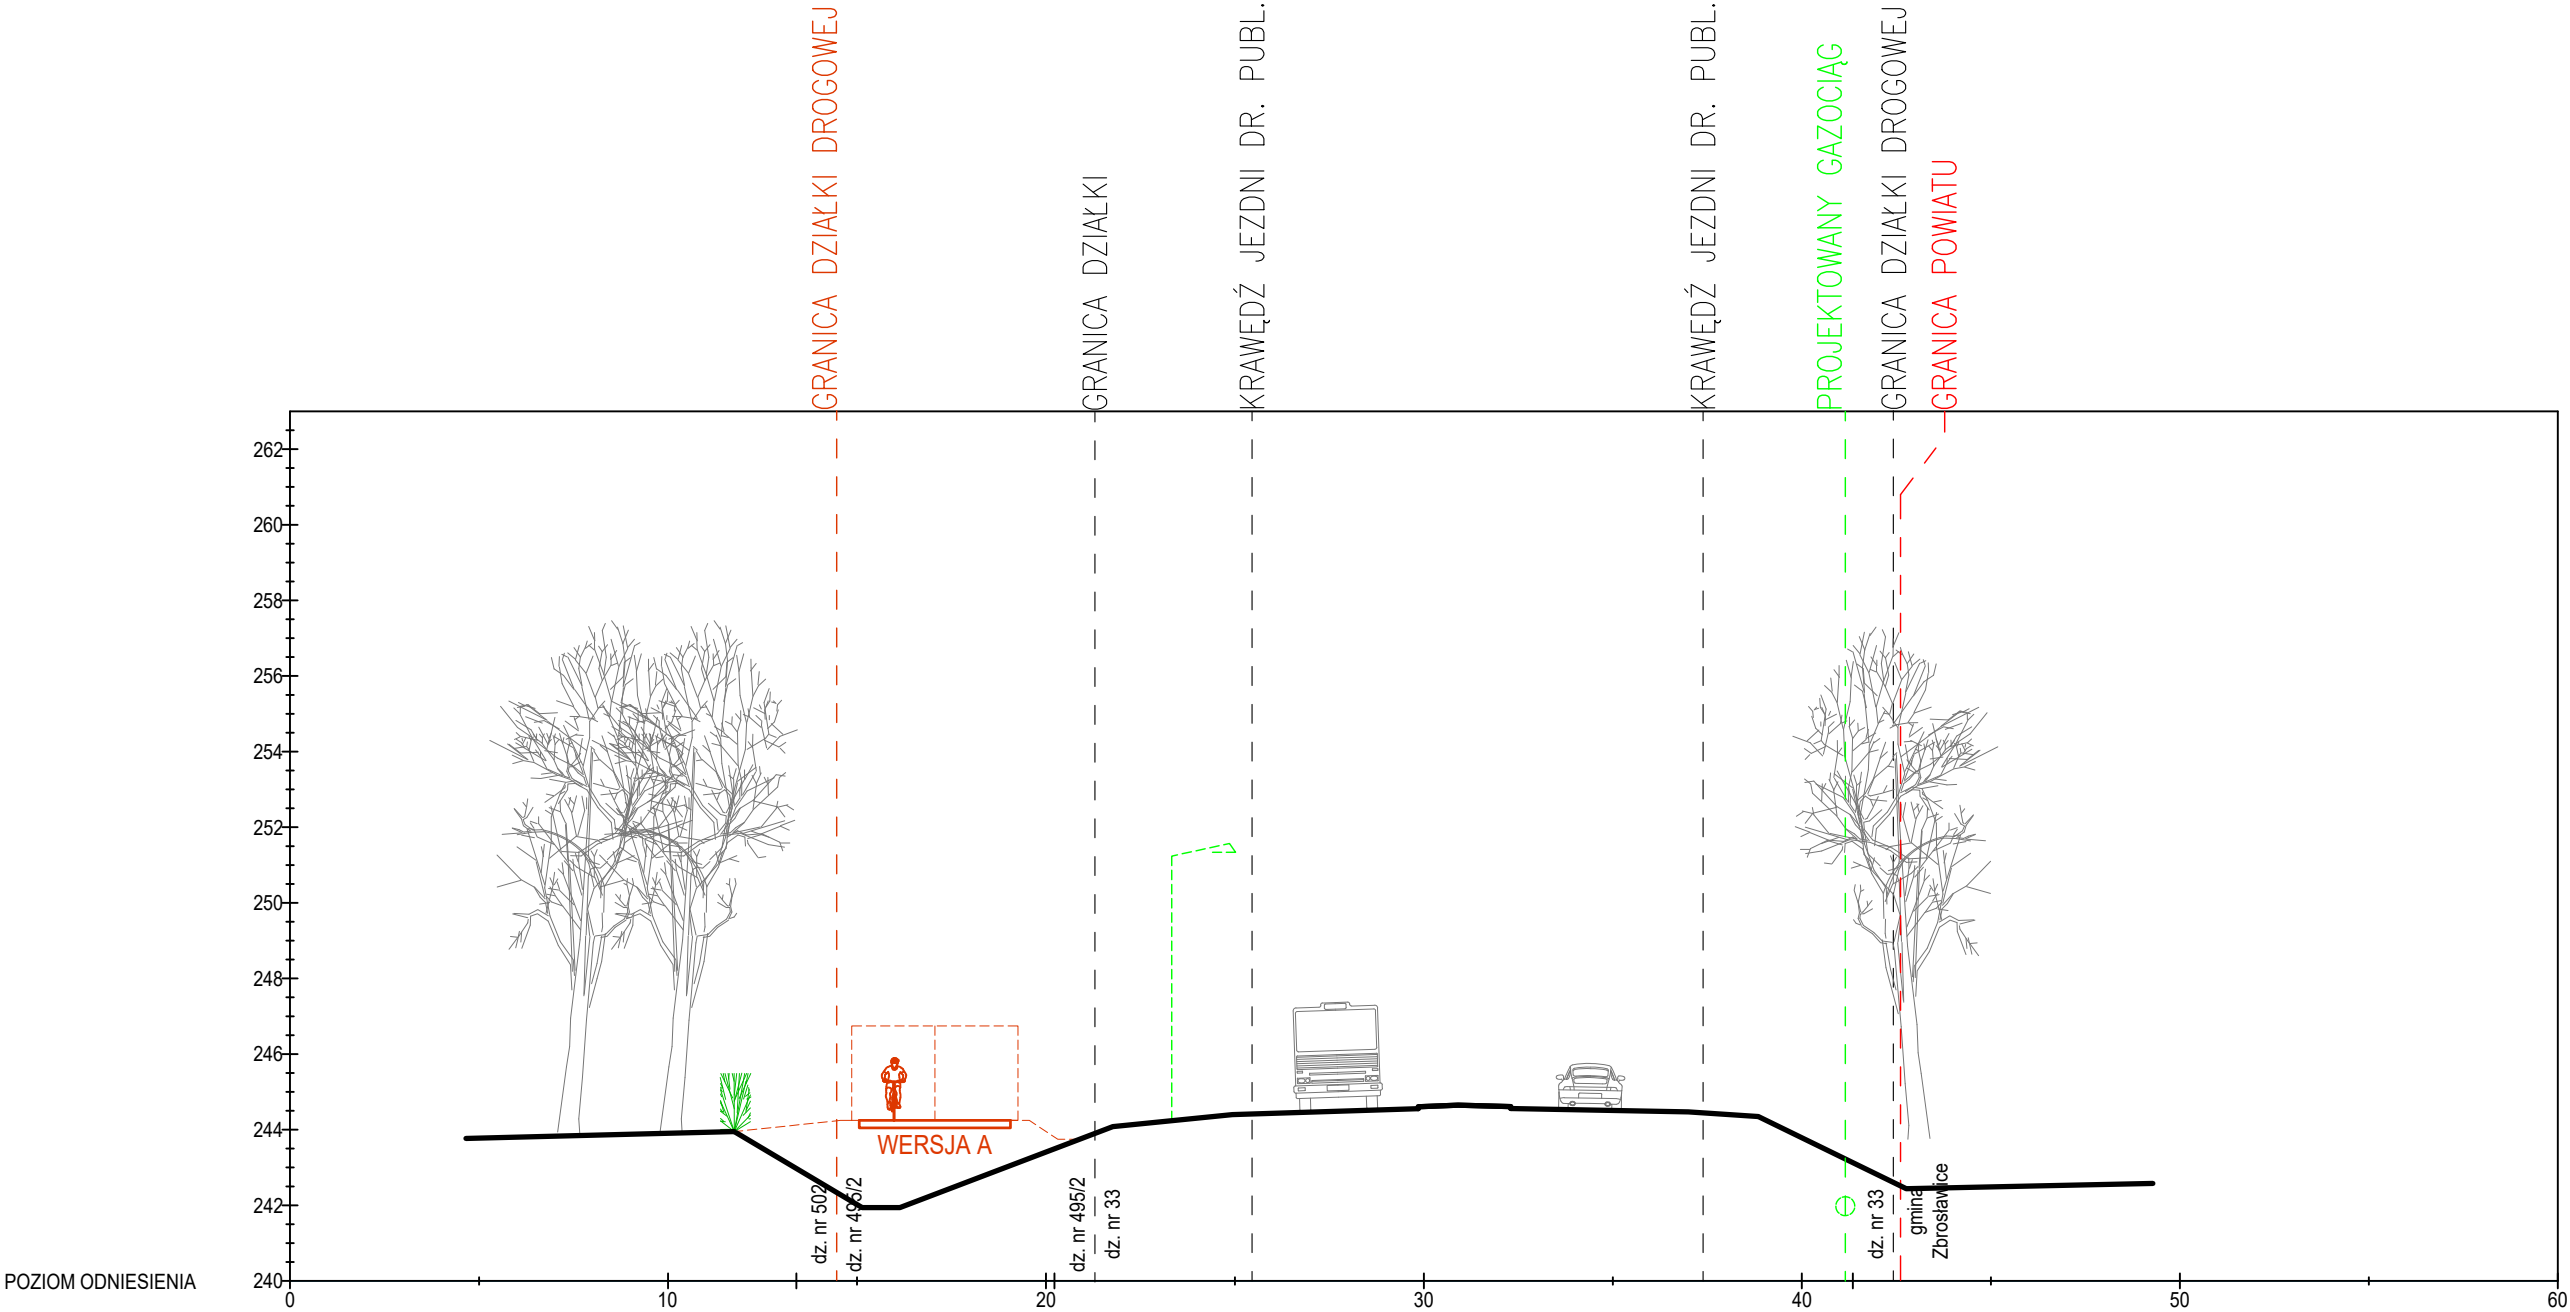 GRANICA DZIAŁKI DROGOWEJ
GRANICA DZIAŁKI
KRAWĘDŹ JEZDNI DR. PUBL.
KRAWĘDŹ JEZDNI DR. PUBL.
PROJEKTOWANY GAZOCIĄG
GRANICA DZIAŁKI DROGOWEJ
GRANICA POWIATU
262
260
258
256
254
252
250
248
246
244
242
240
WERSJA A
dz. nr 502
dz. nr 495/2
dz. nr 495/2
dz. nr 33
dz. nr 33
gmina
Zbrosławice
POZIOM ODNIESIENIA
0
10
20
30
40
50
60